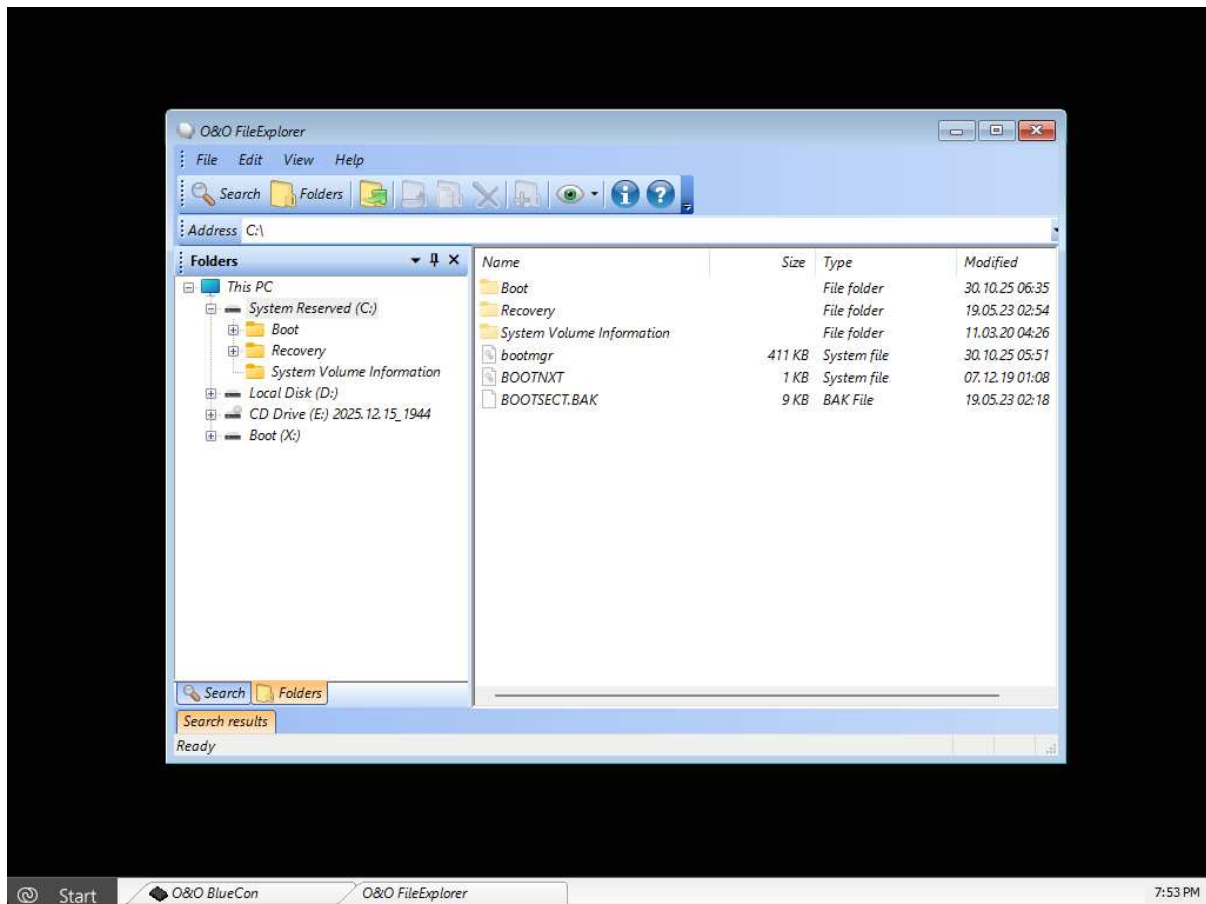 O&O FileExplorer
File Edit View Help
Search Folders
Address C:\
Folders
This PC
System Reserved (C:)
Boot
Recovery
System Volume Information
Local Disk (D:)
CD Drive (E:) 2025.12.15_1944
Boot (X:)
Name Size Type Modified
Boot File folder 30.10.25 06:35
Recovery File folder 19.05.23 02:54
System Volume Information File folder 11.03.20 04:26
bootmgr 411 KB System file 30.10.25 05:51
BOOTNXT 1 KB System file 07.12.19 01:08
BOOTSECT.BAK 9 KB BAK File 19.05.23 02:18
Search Folders
Search results
Ready
Start O&O BlueCon O&O FileExplorer 7:53 PM